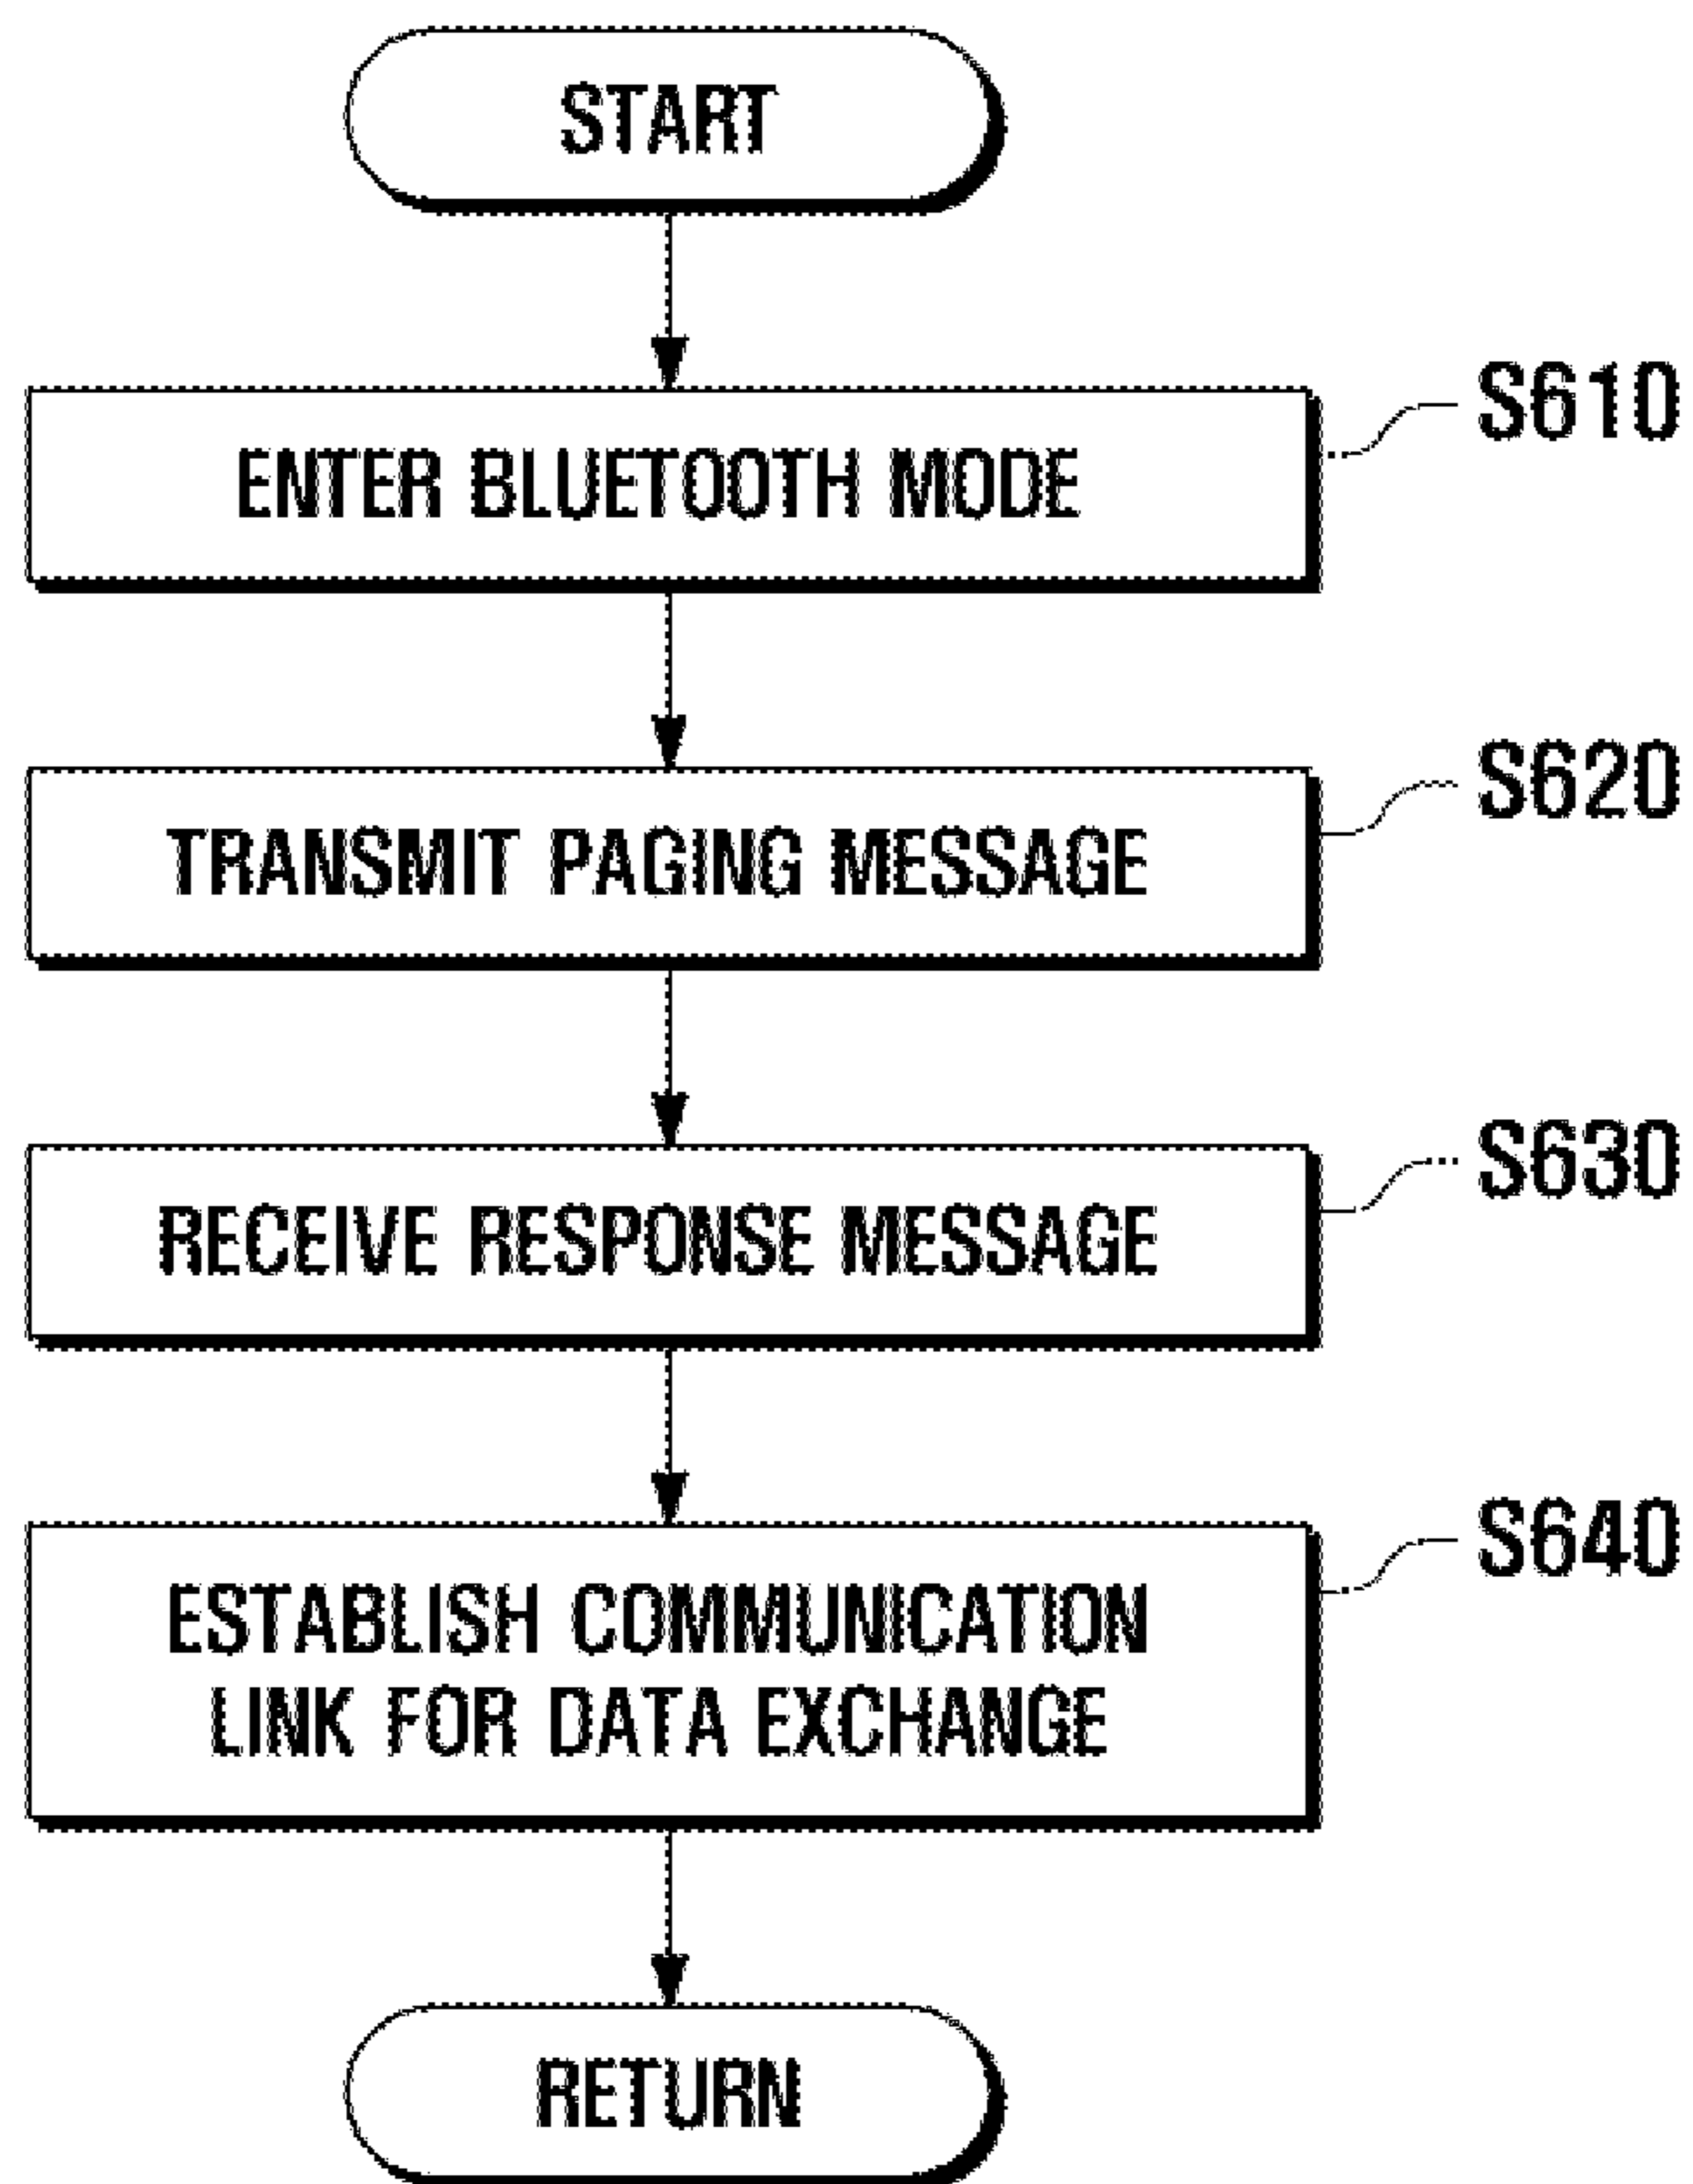 START
S610
ENTER BLUETOOTH MODE
S620
TRANSMIT PAGING MESSAGE
S630
RECEIVE RESPONSE MESSAGE
S640
ESTABLISH COMMUNICATION
LINK FOR DATA EXCHANGE
RETURN